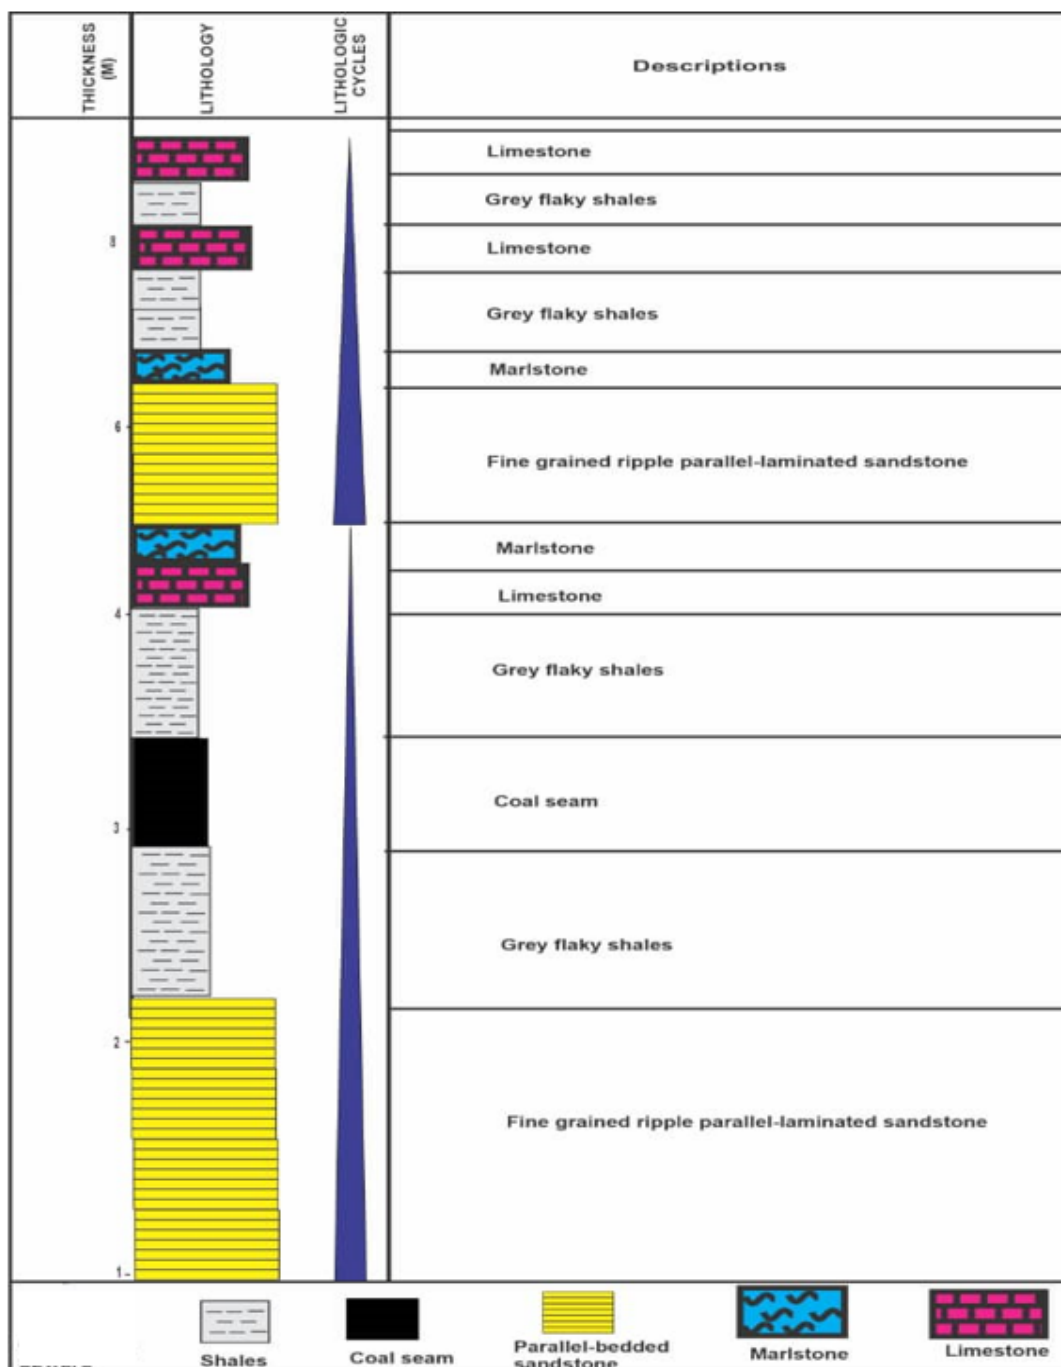 THICKNESS
(M)
LITHOLOGY
LITHOLOGIC
CYCLES
Descriptions
Limestone
Grey flaky shales
8
Limestone
Grey flaky shales
Marlstone
6
Fine grained ripple parallel-laminated sandstone
Marlstone
Limestone
4
Grey flaky shales
Coal seam
3
Grey flaky shales
2
Fine grained ripple parallel-laminated sandstone
1
Shales
Coal seam
Parallel-bedded
sandstone
Marlstone
Limestone